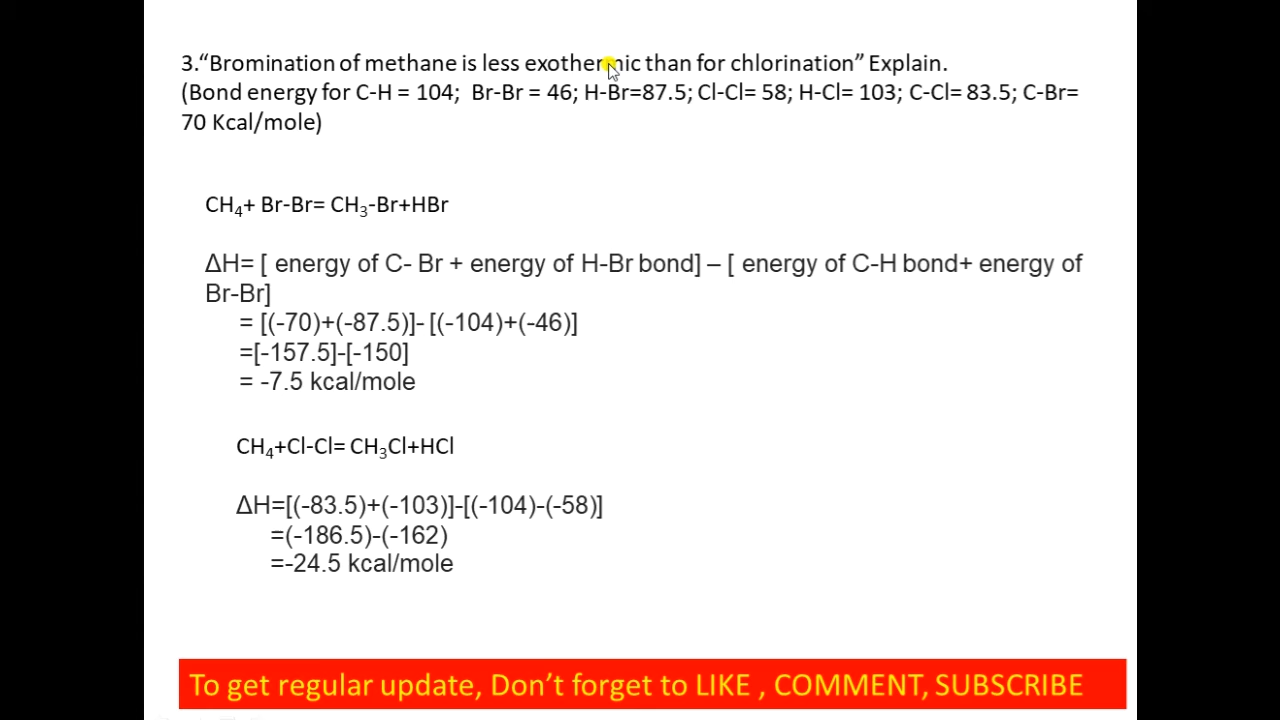 3.“Bromination of methane is less exothermic than for chlorination” Explain.
(Bond energy for C-H = 104;  Br-Br = 46; H-Br=87.5; Cl-Cl= 58; H-Cl= 103; C-Cl= 83.5; C-Br=
70 Kcal/mole)
CH₄+ Br-Br= CH₃-Br+HBr
ΔH= [ energy of C- Br + energy of H-Br bond] – [ energy of C-H bond+ energy of
Br-Br]
= [(-70)+(-87.5)]- [(-104)+(-46)]
=[-157.5]-[-150]
= -7.5 kcal/mole
CH₄+Cl-Cl= CH₃Cl+HCl
ΔH=[(-83.5)+(-103)]-[(-104)-(-58)]
=(-186.5)-(-162)
=-24.5 kcal/mole
To get regular update, Don’t forget to LIKE , COMMENT, SUBSCRIBE